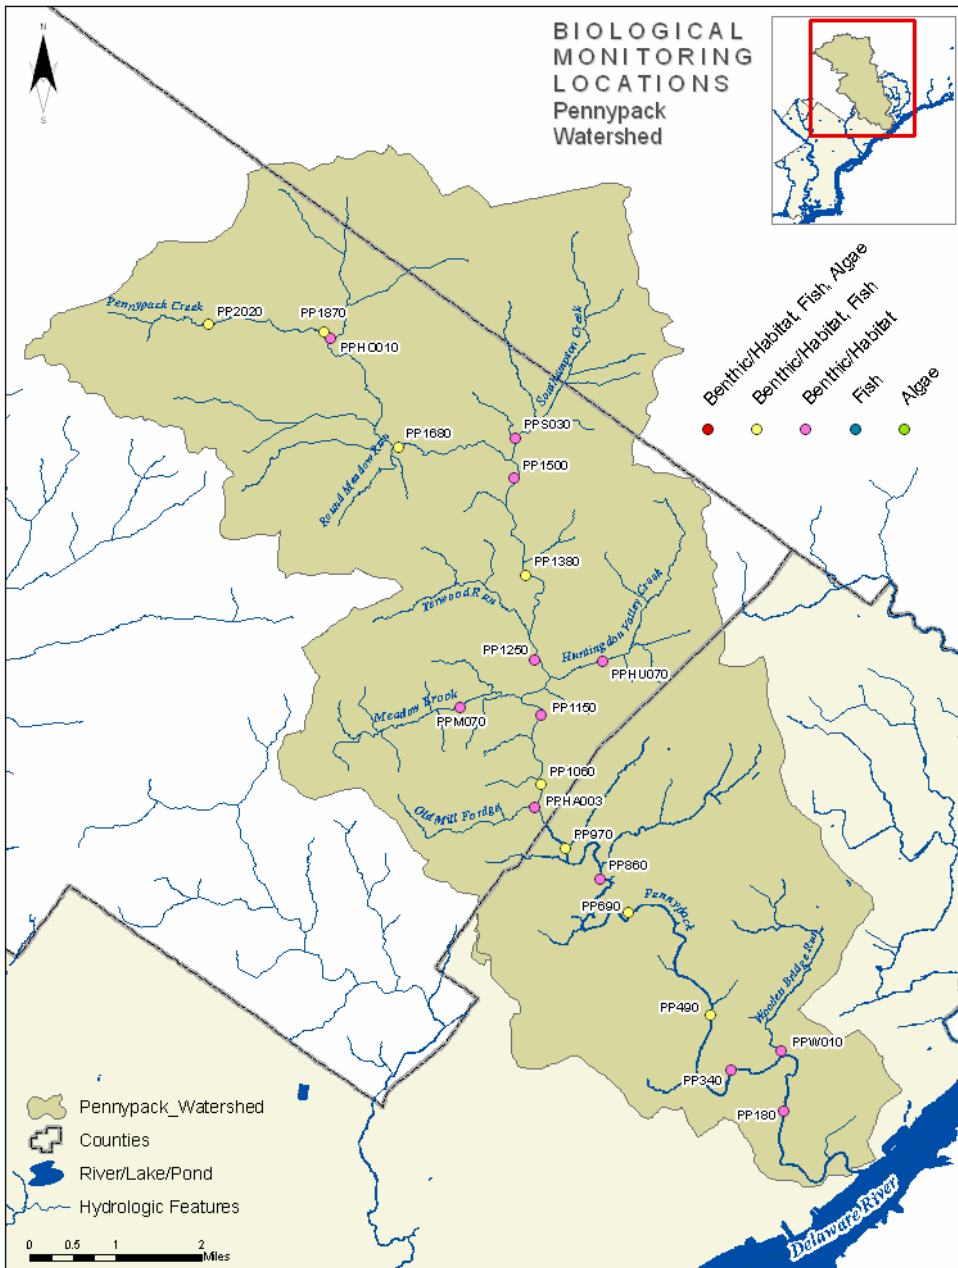 N
S
BIOLOGICAL
MONITORING
LOCATIONS
Pennypack
Watershed
Benthic/Habitat, Fish, Algae
Benthic/Habitat, Fish
Benthic/Habitat
Fish
Algae
Pennypack Creek
PP2020
PP1870
PPHO010
Southampton Creek
PPS030
PP1680
Round Meadow Run
PP1500
PP1380
Terwood Run
Huntingdon Valley Creek
PP1250
PPHU070
Meadow Brook
PPM070
PP1150
PP1060
PPHA003
Old Mill Fordge
PP970
PP860
PP690
Pennypack
Wooden Bridge Run
PP490
PPW010
PP340
PP180
Pennypack_Watershed
Counties
River/Lake/Pond
Hydrologic Features
0 0.5 1 2
Miles
Delaware River